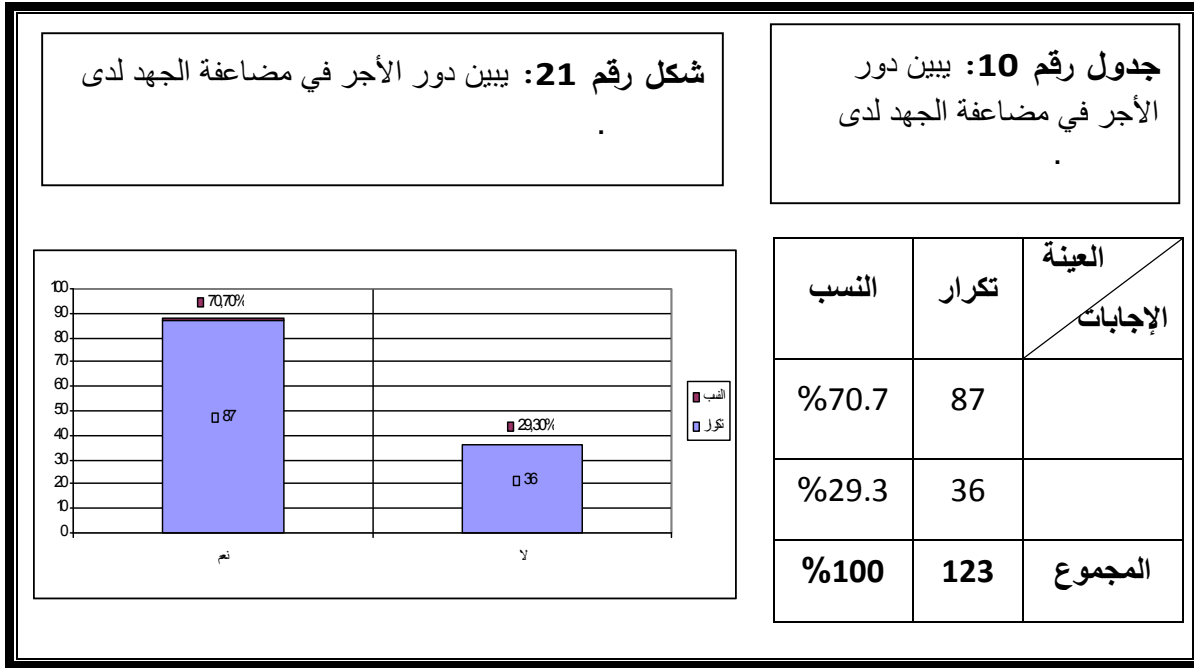 جدول رقم 10: يبين دور
الأجر في مضاعفة الجهد لدى
.
شكل رقم 21: يبين دور الأجر في مضاعفة الجهد لدى
.
العينة
الإجابات
تكرار
النسب
87
%70.7
36
%29.3
المجموع
123
%100
100
90
80
70
60
50
40
30
20
10
0
70,70%
87
29,30%
36
نعم
لا
النسب
تكرار